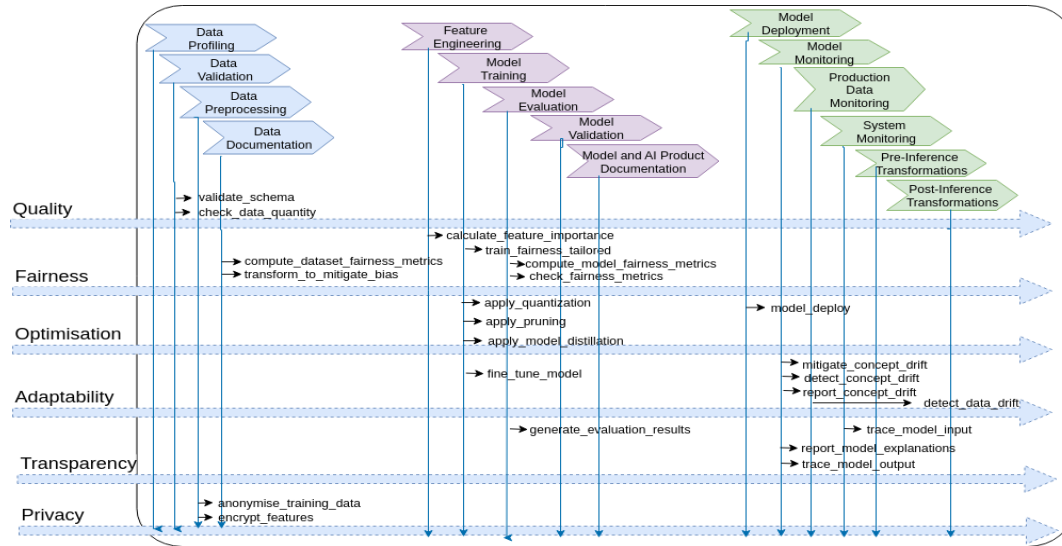 Data
Profiling
Data
Validation
Data
Preprocessing
Data
Documentation
Feature
Engineering
Model
Training
Model
Evaluation
Model
Validation
Model and AI Product
Documentation
Model
Deployment
Model
Monitoring
Production
Data
Monitoring
System
Monitoring
Pre-Inference
Transformations
Post-Inference
Transformations
validate_schema
check_data_quantity
Quality
calculate_feature_importance
train_fairness_tailored
compute_dataset_fairness_metrics
compute_model_fairness_metrics
transform_to_mitigate_bias
check_fairness_metrics
Fairness
apply_quantization
model_deploy
apply_pruning
Optimisation
apply_model_distillation
mitigate_concept_drift
fine_tune_model
detect_concept_drift
report_concept_drift
Adaptability
detect_data_drift
generate_evaluation_results
trace_model_input
report_model_explanations
Transparency
trace_model_output
anonymise_training_data
Privacy
encrypt_features